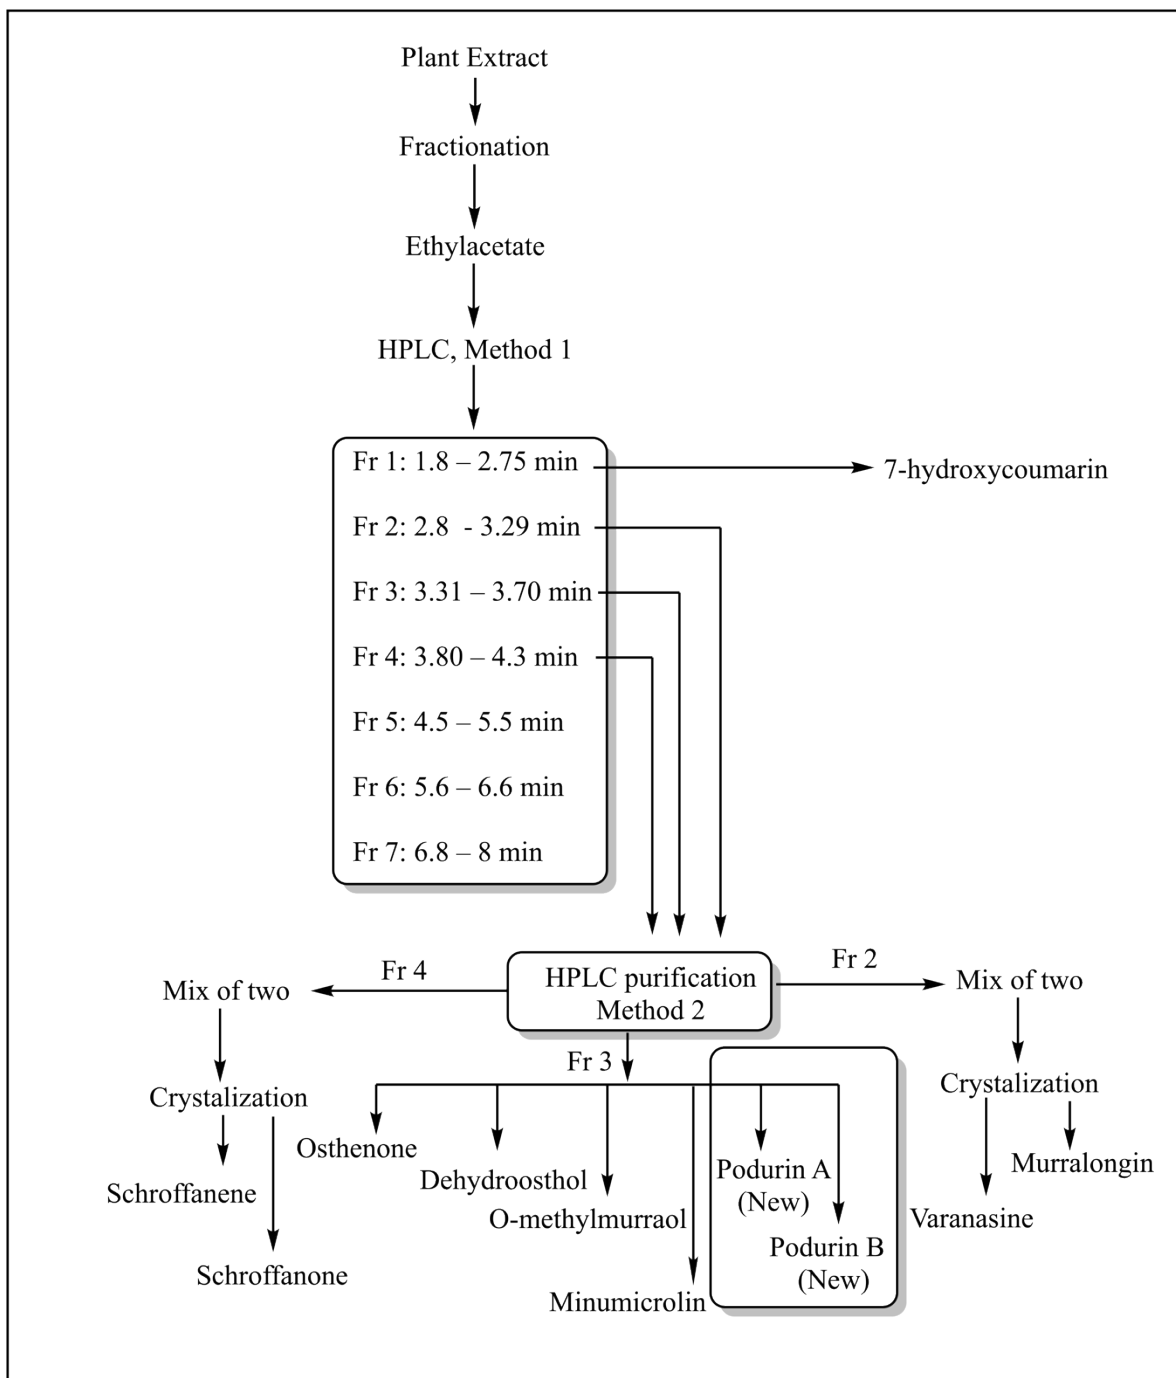 Plant Extract
Fractionation
Ethylacetate
HPLC, Method 1
Fr 1: 1.8 – 2.75 min
7-hydroxycoumarin
Fr 2: 2.8 - 3.29 min
Fr 3: 3.31 – 3.70 min
Fr 4: 3.80 – 4.3 min
Fr 5: 4.5 – 5.5 min
Fr 6: 5.6 – 6.6 min
Fr 7: 6.8 – 8 min
HPLC purification
Method 2
Fr 4
Mix of two
Crystalization
Schroffanene
Schroffanone
Fr 3
Osthenone
Dehydroosthol
O-methylmurraol
Minumicrolin
Podurin A
(New)
Podurin B
(New)
Fr 2
Mix of two
Crystalization
Murralongin
Varanasine